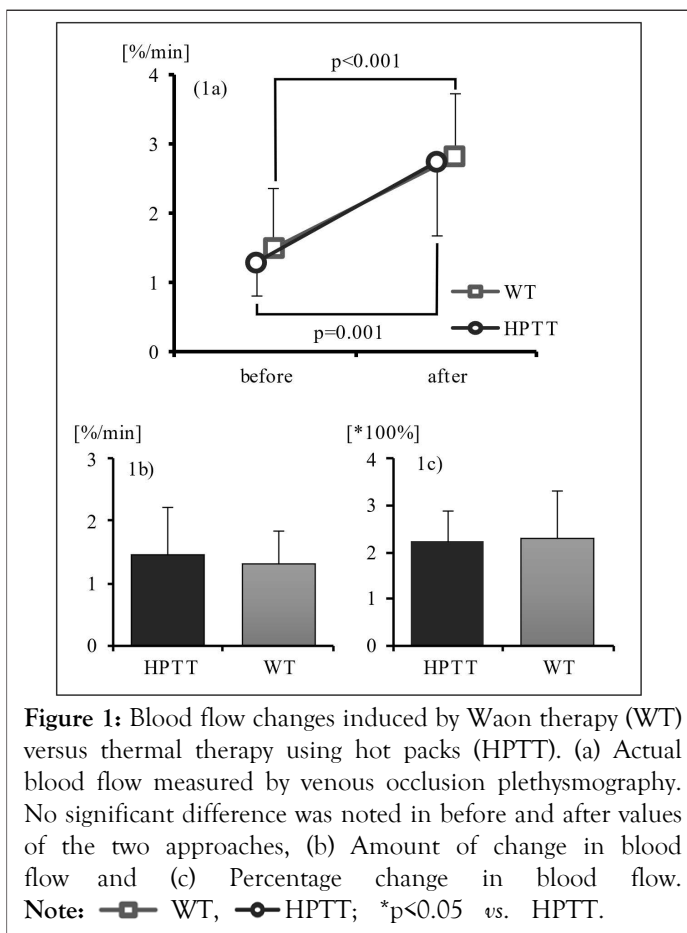 [%/min]
4
(1a)
p<0.001
3
2
1
WT
HPTT
p=0.001
0
before
after
[%/min]
3
1b)
2
1
0
HPTT
WT
[*100%]
4
1c)
3
2
1
0
HPTT
WT
Figure 1: Blood flow changes induced by Waon therapy (WT)
versus thermal therapy using hot packs (HPTT). (a) Actual
blood flow measured by venous occlusion plethysmography.
No significant difference was noted in before and after values
of the two approaches, (b) Amount of change in blood
flow and (c) Percentage change in blood flow.
Note: WT, HPTT; *p<0.05 vs. HPTT.